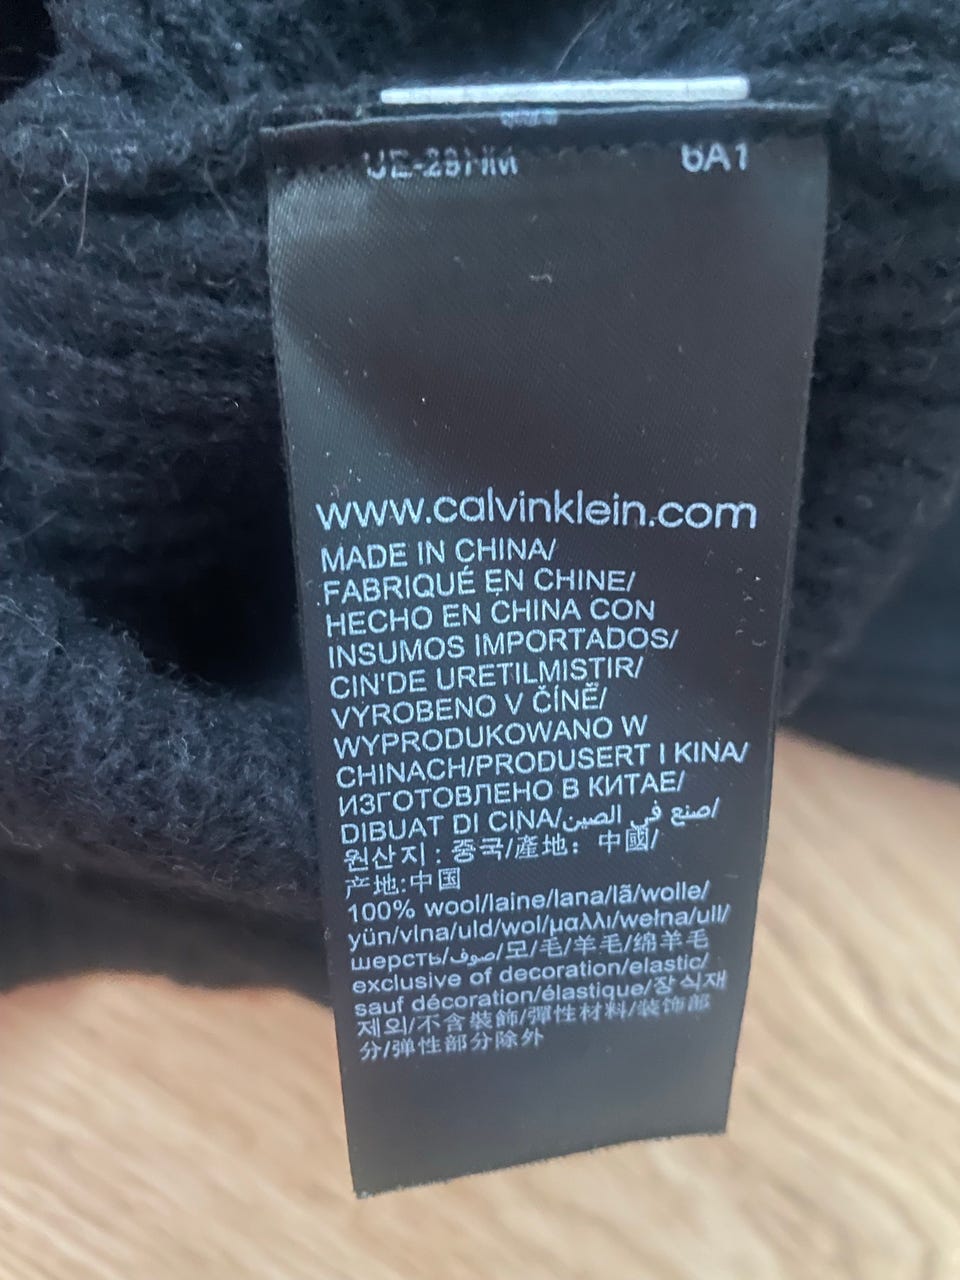 6A1
www.calvinklein.com
MADE IN CHINA/
FABRIQUÉ EN CHINE/
HECHO EN CHINA CON
INSUMOS IMPORTADOS/
CIN'DE URETILMISTIR/
VYROBENO V ČÍNĚ/
WYPRODUKOWANO W
CHINACH/PRODUSERT I KINA/
ИЗГОТОВЛЕНО В КИТАЕ/
DIBUAT DI CINA/صنع في الصين/
원산지 : 중국/產地： 中國/
产地:中国
100% wool/laine/lana/lã/wolle/
yün/vlna/uld/wol/μαλλι/wełna/ull/
шерсть/صوف/모/毛/羊毛/绵羊毛
exclusive of decoration/elastic/
sauf décoration/élastique/장식재
제외/不含裝飾/彈性材料/装饰部
分/弹性部分除外